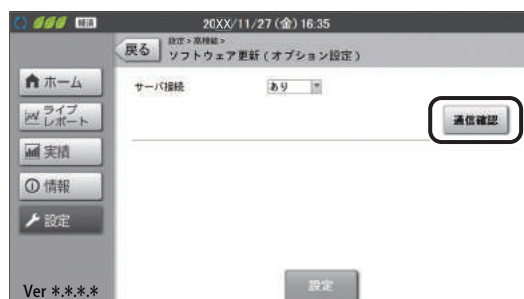 経済
20XX/11/27(金)16:35
戻る
設定>高機能>
ソフトウェア更新(オプション設定)
ホーム
ライブ
レポート
実績
情報
設定
Ver *.*.*.*
サーバ接続
あり
通信確認
設定